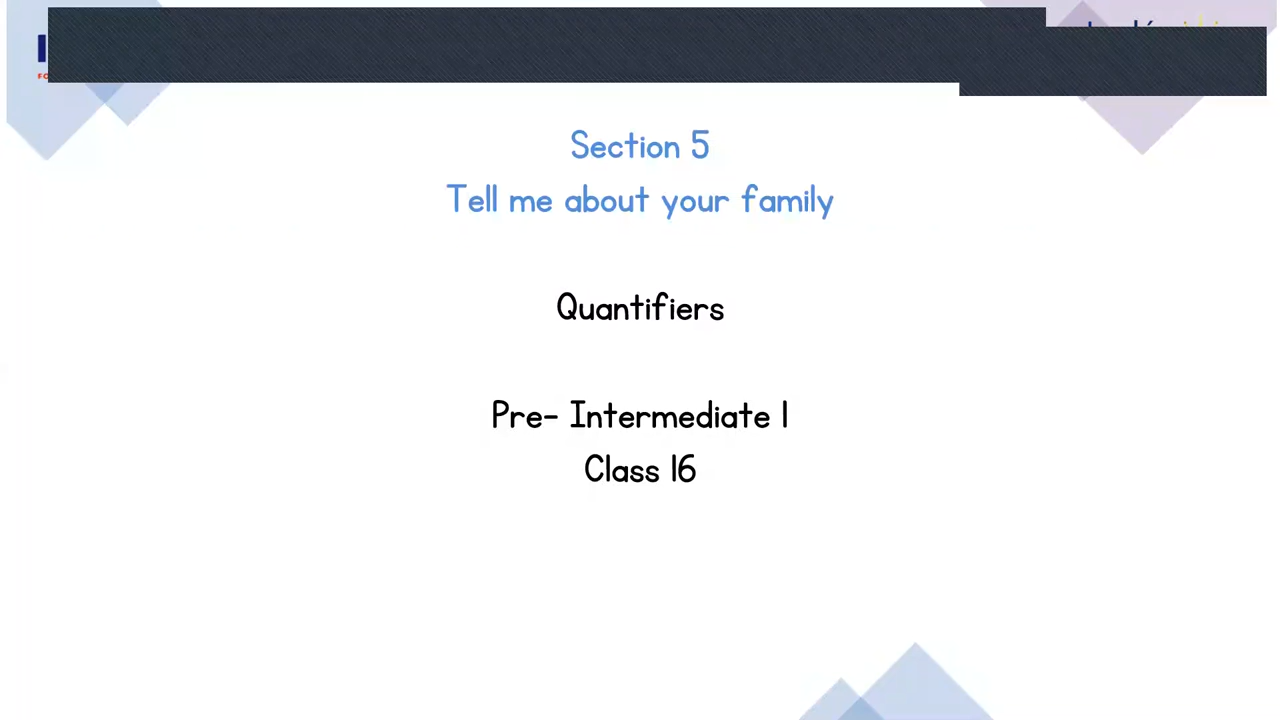 Section 5
Tell me about your family
Quantifiers
Pre- Intermediate 1
Class 16